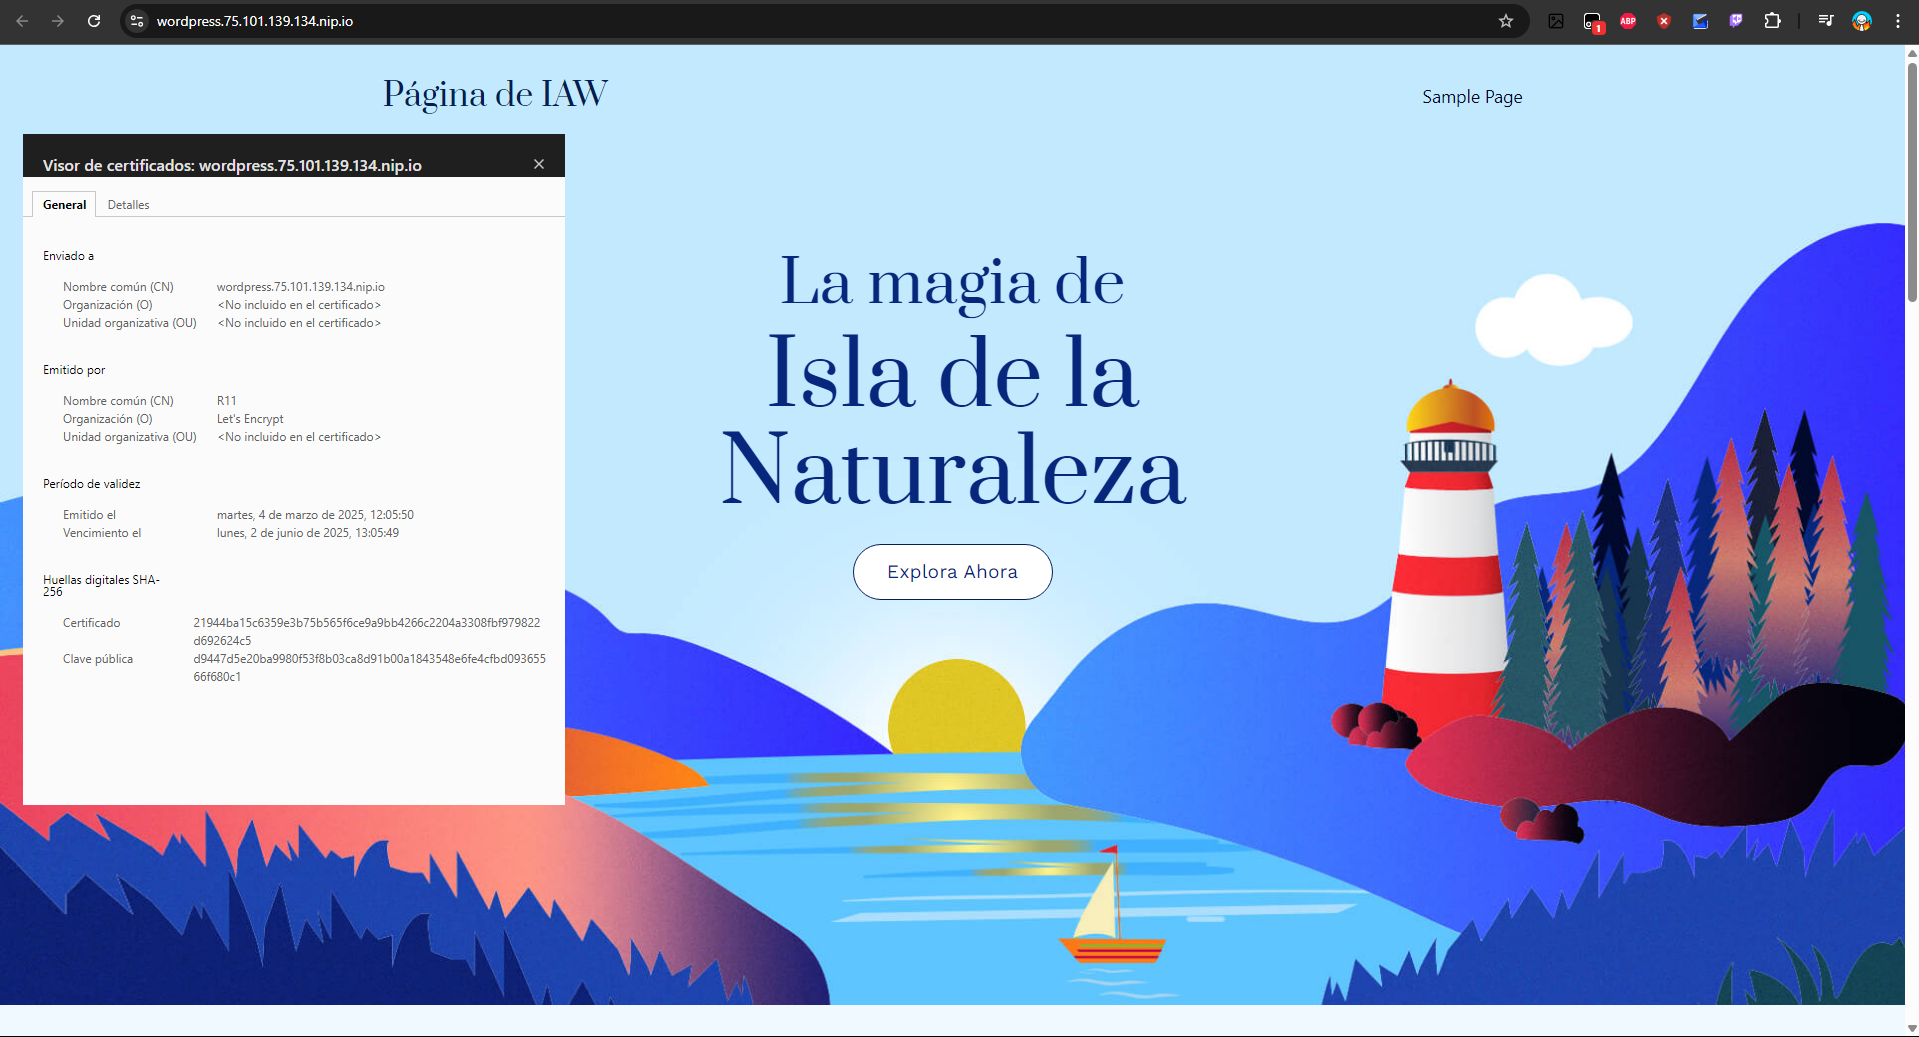 wordpress.75.101.139.134.nip.io
1
ABP
Página de IAW
Sample Page
Visor de certificados: wordpress.75.101.139.134.nip.io
General
Detalles
Enviado a
Nombre común (CN) wordpress.75.101.139.134.nip.io
Organización (O) <No incluido en el certificado>
Unidad organizativa (OU) <No incluido en el certificado>
Emitido por
Nombre común (CN) R11
Organización (O) Let's Encrypt
Unidad organizativa (OU) <No incluido en el certificado>
Período de validez
Emitido el martes, 4 de marzo de 2025, 12:05:50
Vencimiento el lunes, 2 de junio de 2025, 13:05:49
Huellas digitales SHA-
256
Certificado 21944ba15c6359e3b75b565f6ce9a9bb4266c2204a3308fbf979822
d692624c5
Clave pública d9447d5e20ba9980f53f8b03ca8d91b00a1843548e6fe4cfbd093655
66f680c1
La magia de
Isla de la
Naturaleza
Explora Ahora